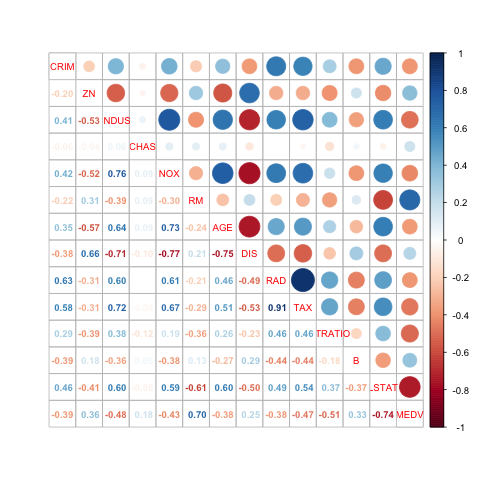 CRIM 1
-0.20 ZN 0.8
0.41 -0.53 NDUS
CHAS 0.6
0.42 -0.52 0.76 0.09 NOX 0.4
-0.22 0.31 -0.39 0.09 -0.30 RM
0.35 -0.57 0.64 0.73 -0.24 AGE 0.2
-0.38 0.66 -0.71 -0.10 -0.77 0.21 -0.75 DIS 0
0.63 -0.31 0.60 0.61 -0.21 0.46 -0.49 RAD -0.2
0.58 -0.31 0.72 0.67 -0.29 0.51 -0.53 0.91 TAX
0.29 -0.39 0.38 -0.12 0.19 -0.36 0.26 -0.23 0.46 0.46 TRATIO -0.4
-0.39 0.18 -0.36 0.05 -0.38 0.13 -0.27 0.29 -0.44 -0.44 -0.18 B -0.6
0.46 -0.41 0.60 0.59 -0.61 0.60 -0.50 0.49 0.54 0.37 -0.37 LSTAT -0.8
-0.39 0.36 -0.48 0.18 -0.43 0.70 -0.38 0.25 -0.38 -0.47 -0.51 0.33 -0.74 MEDV
-1